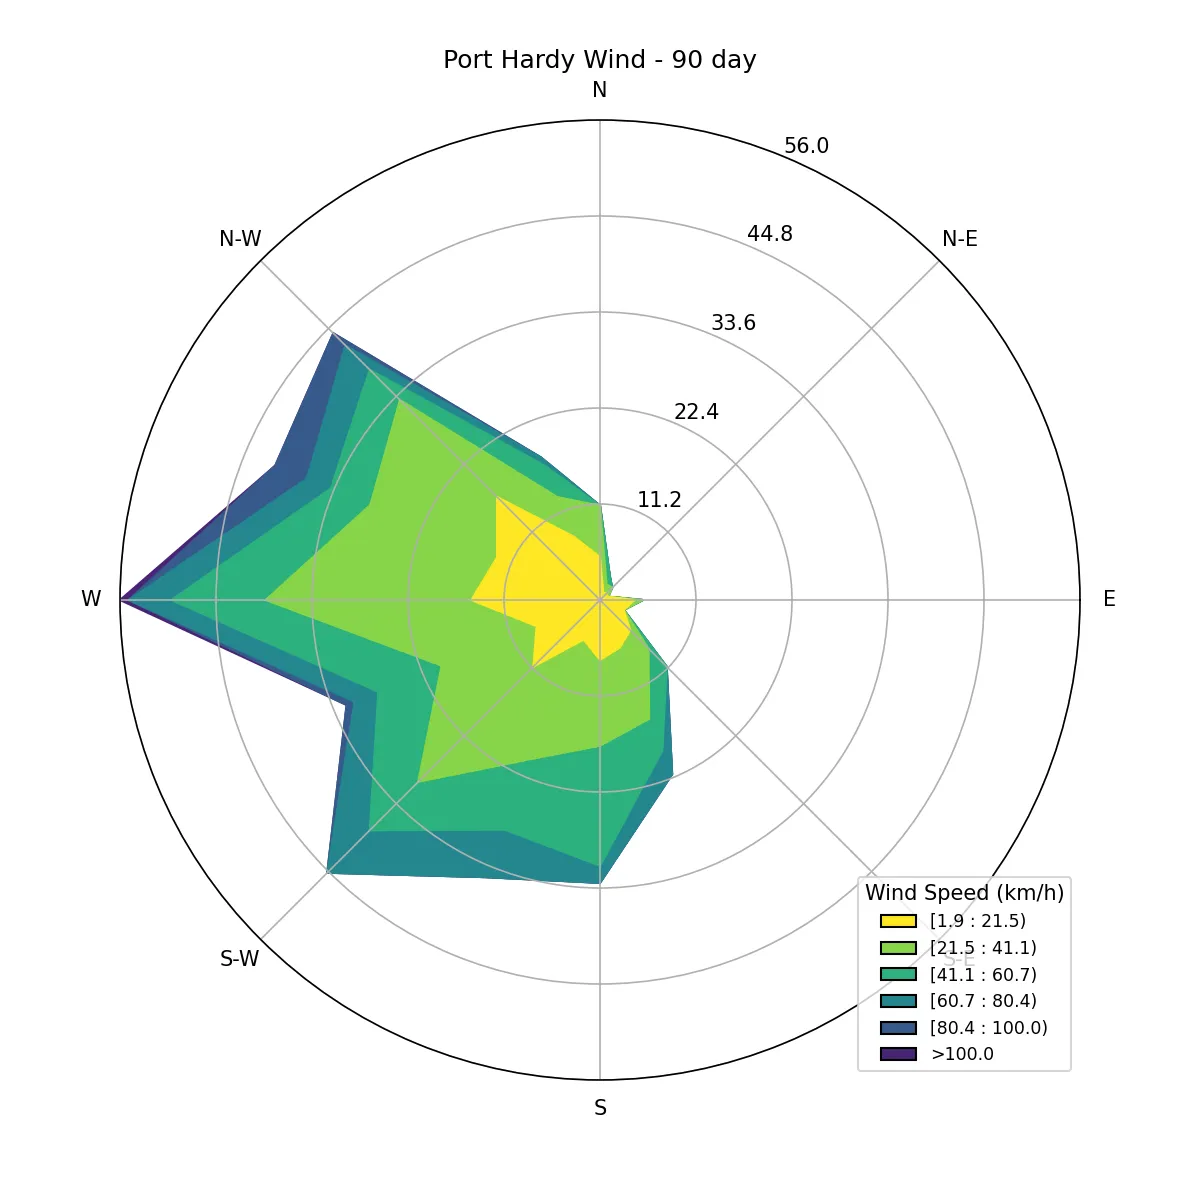 Port Hardy Wind - 90 day
N
56.0
N-W
N-E
44.8
33.6
22.4
11.2
W
E
S-W
S-E
S
Wind Speed (km/h)
[1.9 : 21.5)
[21.5 : 41.1)
[41.1 : 60.7)
[60.7 : 80.4)
[80.4 : 100.0)
>100.0